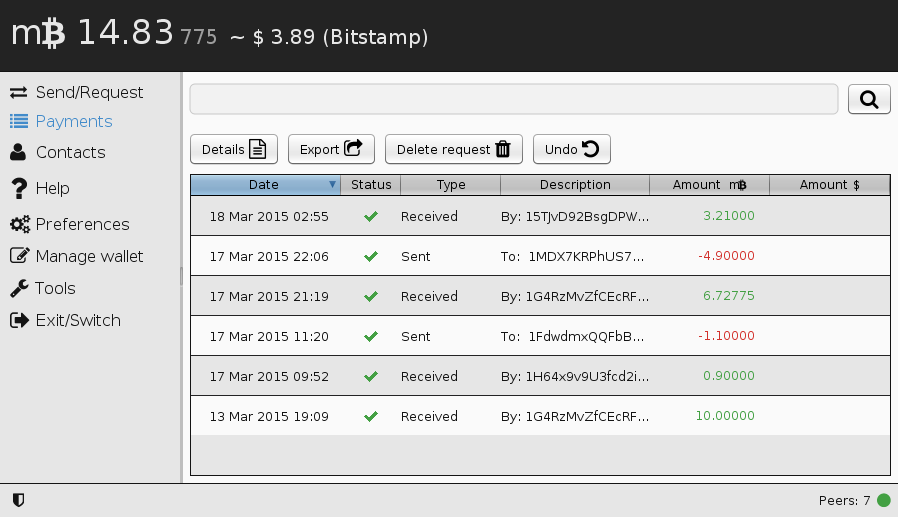 m₿ 14.83 775 ~ $ 3.89 (Bitstamp)
Send/Request
Payments
Contacts
Help
Preferences
Manage wallet
Tools
Exit/Switch
Details Export Delete request Undo
Date Status Type Description Amount m₿ Amount $
18 Mar 2015 02:55 Received By: 15TJvD92BsgDPW... 3.21000
17 Mar 2015 22:06 Sent To: 1MDX7KRPhUS7... -4.90000
17 Mar 2015 21:19 Received By: 1G4RzMvZfCEcRF... 6.72775
17 Mar 2015 11:20 Sent To: 1FdwdmxQQFbB... -1.10000
17 Mar 2015 09:52 Received By: 1H64x9v9U3fcd2i... 0.90000
13 Mar 2015 19:09 Received By: 1G4RzMvZfCEcRF... 10.00000
Peers: 7